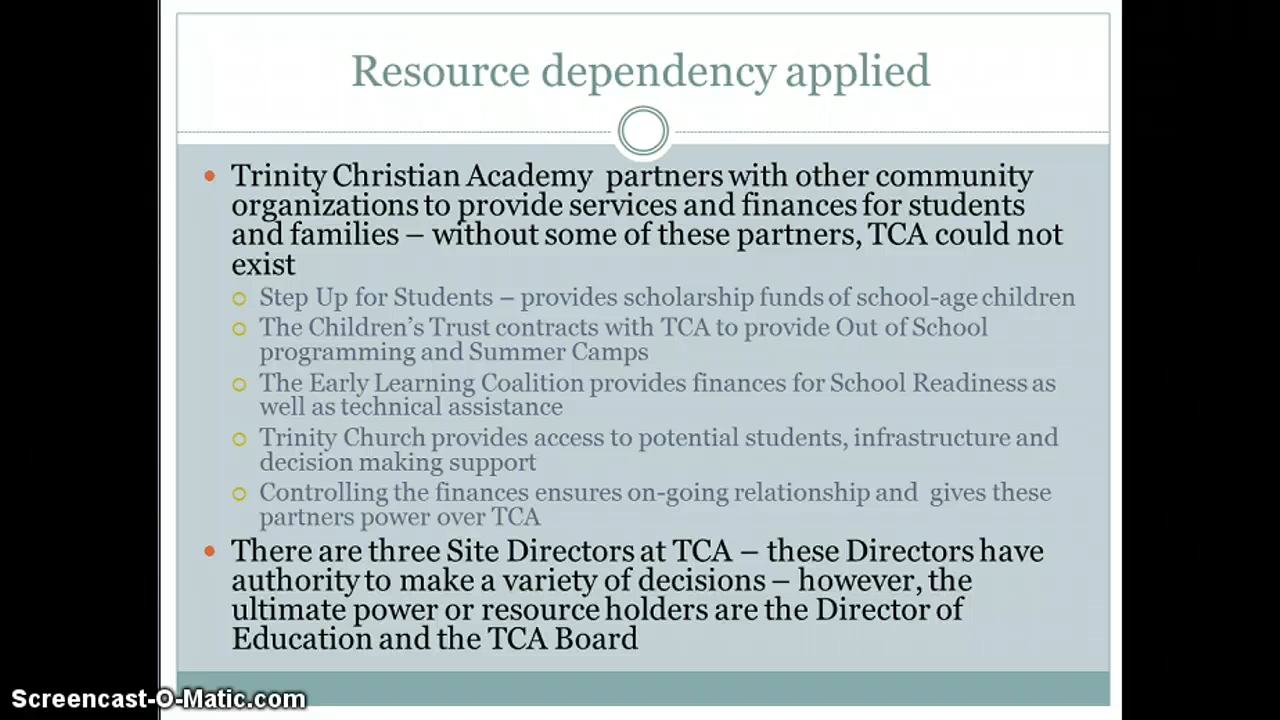 Resource dependency applied
Trinity Christian Academy partners with other community
organizations to provide services and finances for students
and families – without some of these partners, TCA could not
exist
Step Up for Students – provides scholarship funds of school-age children
The Children's Trust contracts with TCA to provide Out of School
programming and Summer Camps
The Early Learning Coalition provides finances for School Readiness as
well as technical assistance
Trinity Church provides access to potential students, infrastructure and
decision making support
Controlling the finances ensures on-going relationship and gives these
partners power over TCA
There are three Site Directors at TCA – these Directors have
authority to make a variety of decisions – however, the
ultimate power or resource holders are the Director of
Education and the TCA Board
Screencast-O-Matic.com